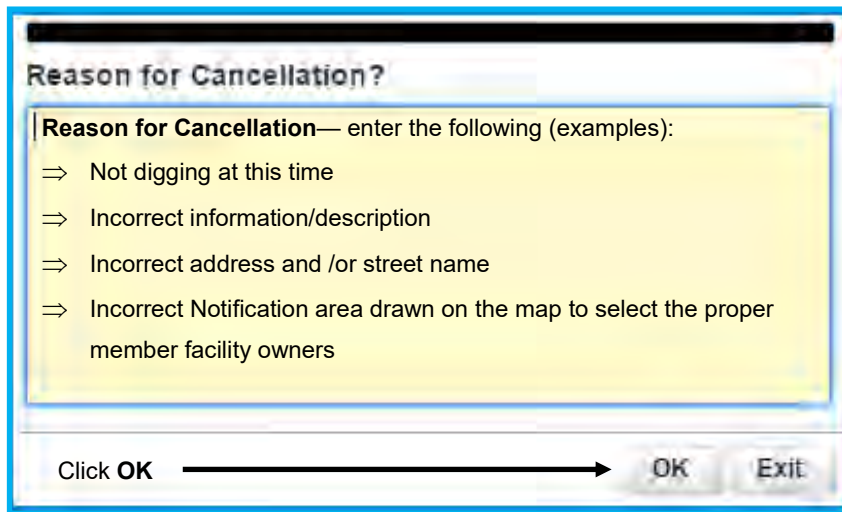 Reason for Cancellation?
Reason for Cancellation— enter the following (examples):
⇒ Not digging at this time
⇒ Incorrect information/description
⇒ Incorrect address and /or street name
⇒ Incorrect Notification area drawn on the map to select the proper
member facility owners
Click OK OK Exit